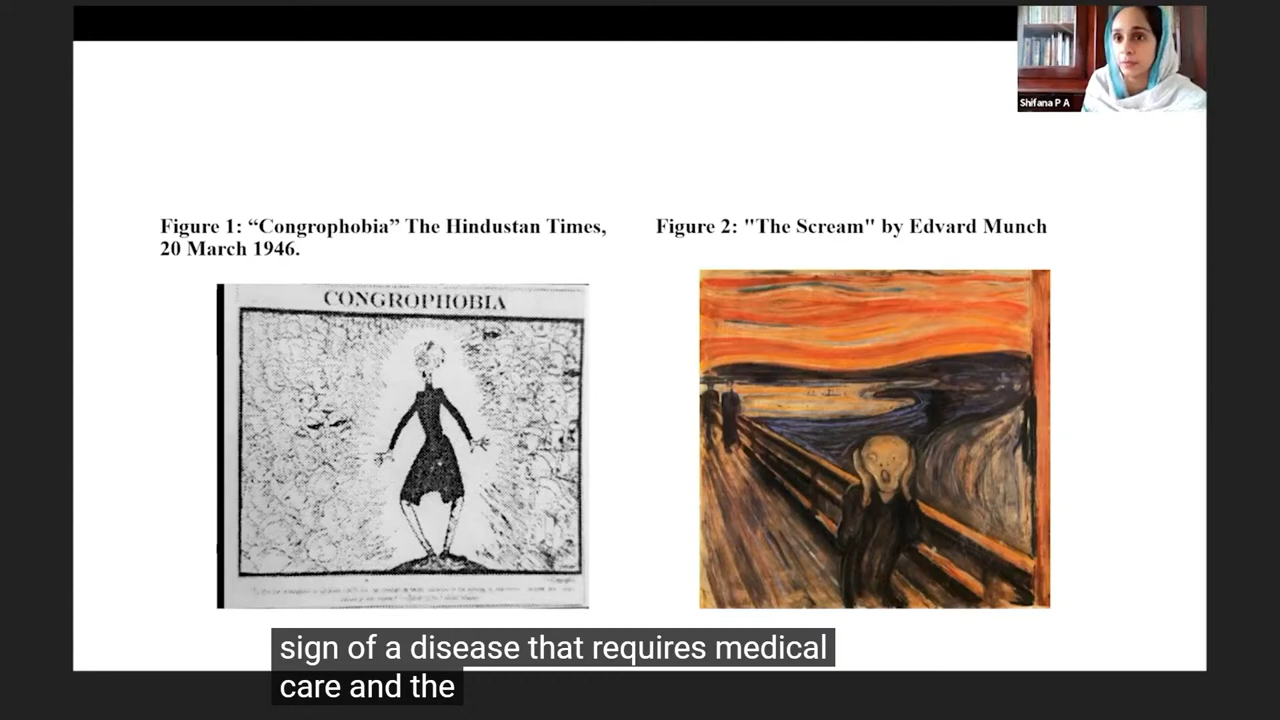 Shifana P A
Figure 1: “Congrophobia” The Hindustan Times,
20 March 1946.
Figure 2: "The Scream" by Edvard Munch
CONGROPHOBIA
sign of a disease that requires medical
care and the